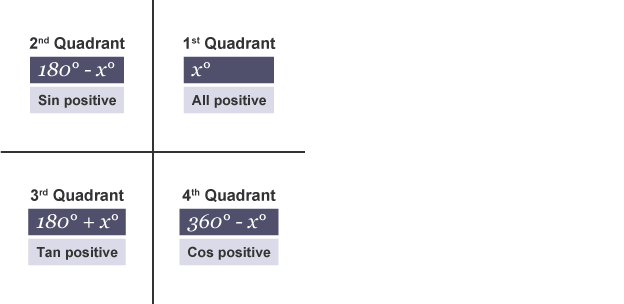 2nd Quadrant
180° - x°
Sin positive
1st Quadrant
x°
All positive
3rd Quadrant
180° + x°
Tan positive
4th Quadrant
360° - x°
Cos positive